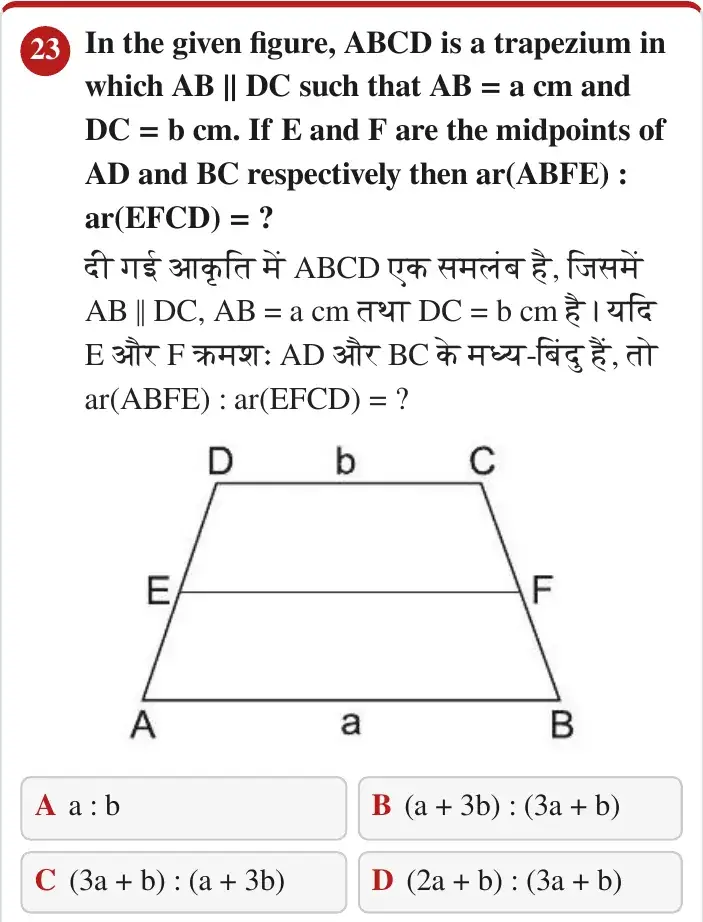 23 In the given figure, ABCD is a trapezium in
which AB || DC such that AB = a cm and
DC = b cm. If E and F are the midpoints of
AD and BC respectively then ar(ABFE) :
ar(EFCD) = ?
दी गई आकृति में ABCD एक समलंब है, जिसमें
AB || DC, AB = a cm तथा DC = b cm है। यदि
E और F क्रमशः AD और BC के मध्य-बिंदु हैं, तो
ar(ABFE) : ar(EFCD) = ?
D b C
E F
A a B
A a : b
B (a + 3b) : (3a + b)
C (3a + b) : (a + 3b)
D (2a + b) : (3a + b)